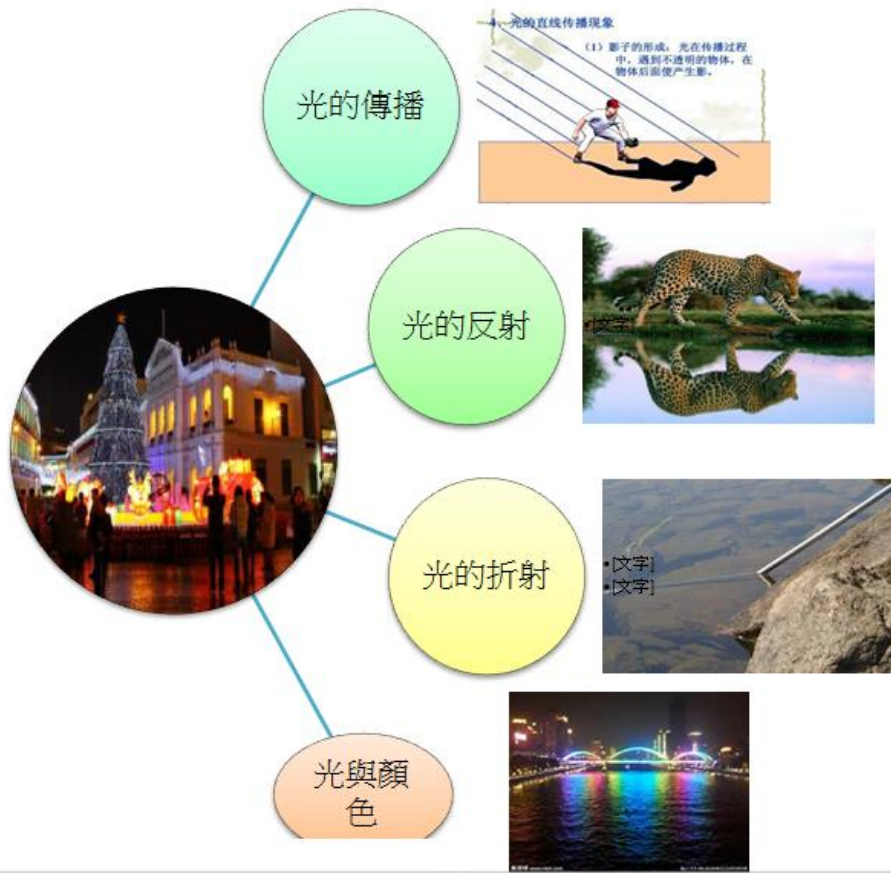 光的傳播
4、光的直线传播现象
（1）影子的形成：光在传播过程
中，遇到不透明的物体，在
物体后面便产生影。
光的反射
•[文字]
光的折射
•[文字]
•[文字]
光與顏
色